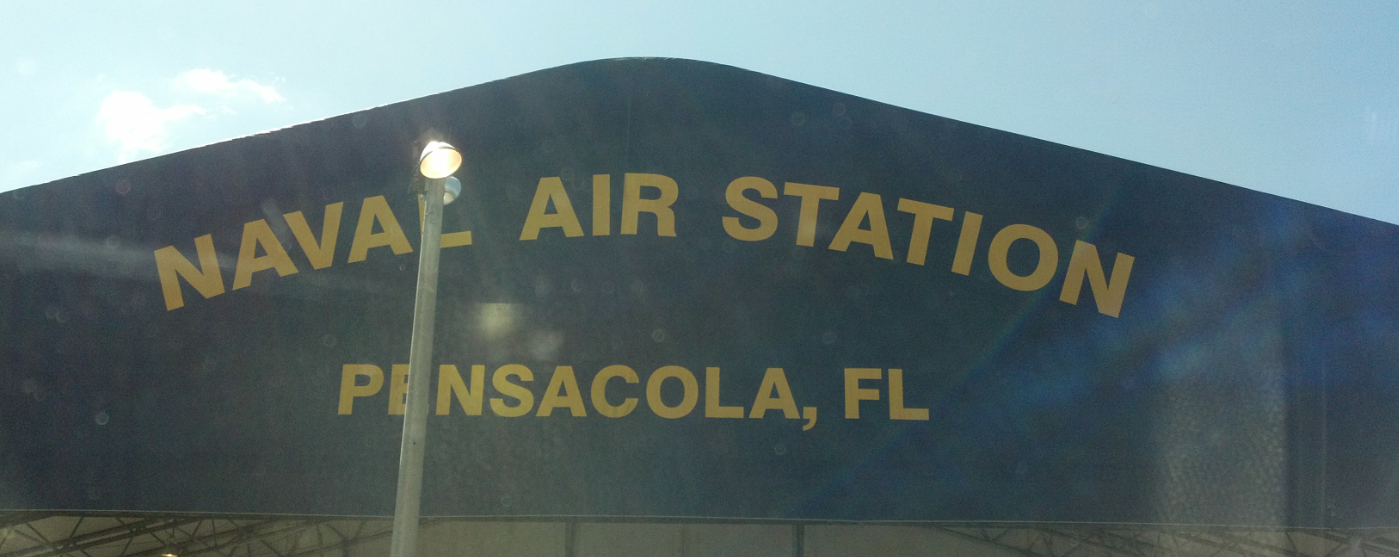 NAVAL AIR STATION
PENSACOLA, FL